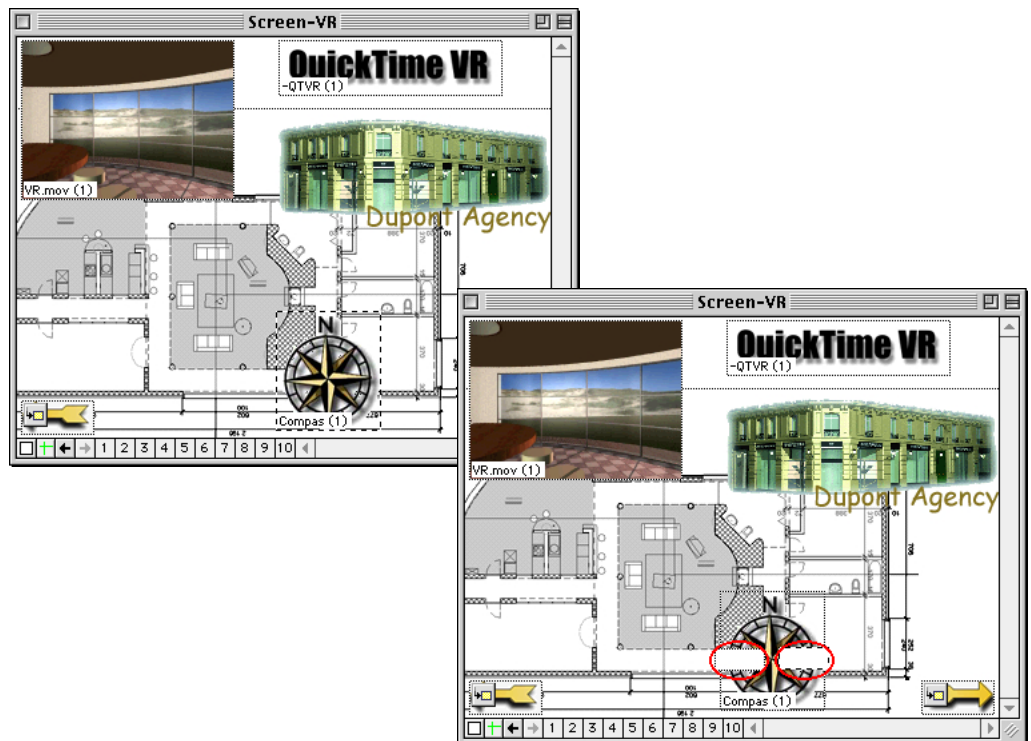 Screen-VR
QuickTime VR
-QTVR (1)
VR.mov (1)
Dupont Agency
N
Compas (1)
1 2 3 4 5 6 7 8 9 10
Screen-VR
QuickTime VR
-QTVR (1)
VR.mov (1)
Dupont Agency
N
Compas (1)
1 2 3 4 5 6 7 8 9 10